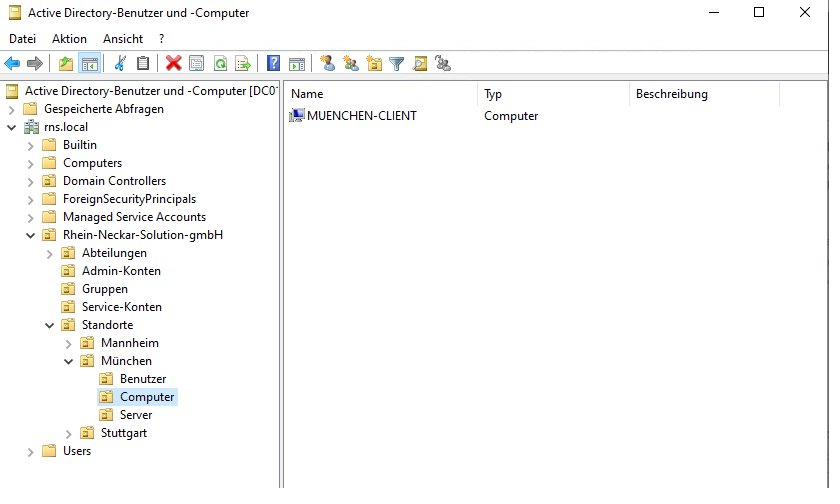 Active Directory-Benutzer und -Computer
Datei Aktion Ansicht ?
Active Directory-Benutzer und -Computer [DC01
Name Typ Beschreibung
Gespeicherte Abfragen
MUENCHEN-CLIENT Computer
rns.local
Builtin
Computers
Domain Controllers
ForeignSecurityPrincipals
Managed Service Accounts
Rhein-Neckar-Solution-gmbH
Abteilungen
Admin-Konten
Gruppen
Service-Konten
Standorte
Mannheim
München
Benutzer
Computer
Server
Stuttgart
Users